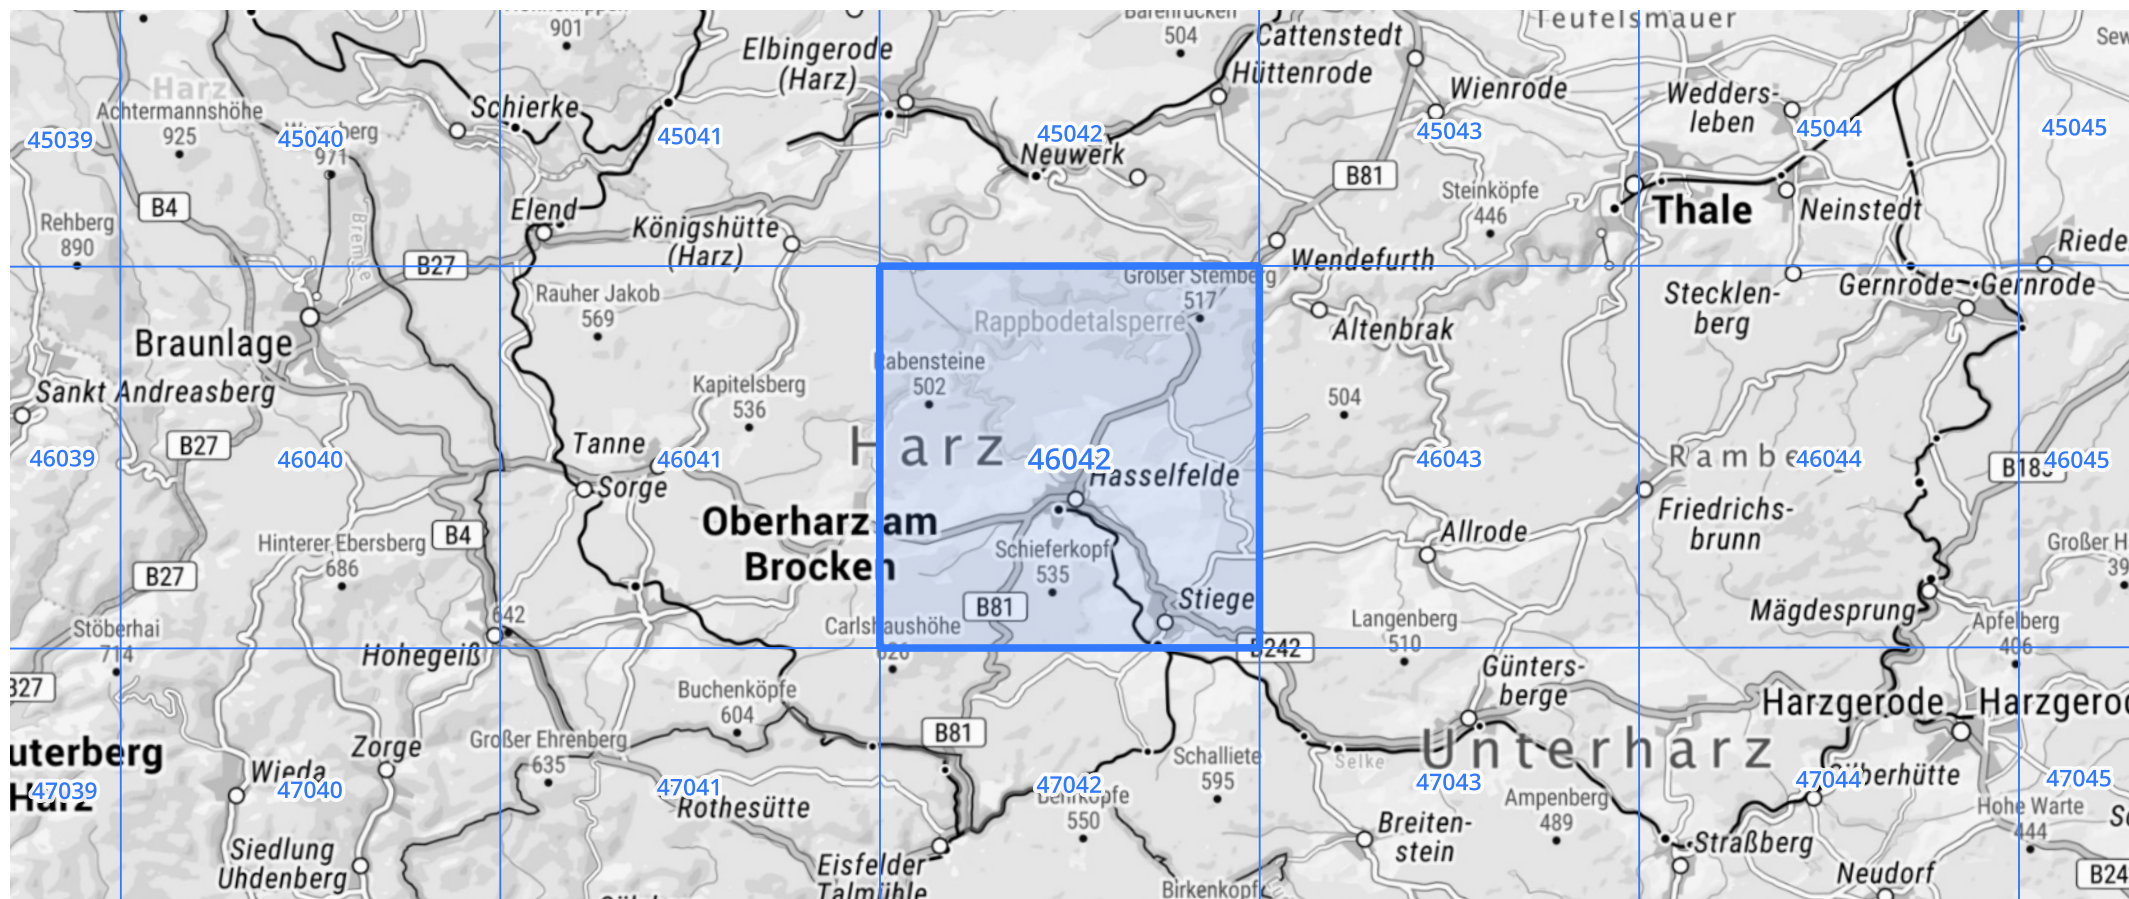 901
Bärenrücken
504
Teufelsmauer
Elbingerode
(Harz)
Cattenstedt
Hüttenrode
Wienrode
Wedders-
leben
Harz
Achtermannshöhe
925
971
Schierke
45039
45040
45041
45042
45043
45044
45045
Neuwerk
B4
B81
Steinköpfe
446
Thale
Neinstedt
Rehberg
890
Bremke
Elend
Königshütte
(Harz)
Wendefurth
B27
Rauher Jakob
569
Großer Stemberg
517
Rappbodetalsperre
Altenbrak
Stecklen-
berg
Gernrode
Gernrode
Braunlage
Sankt Andreasberg
Rabensteine
502
Kapitelsberg
536
504
B27
Tanne
Harz
46039
46040
46041
46042
46043
46044
46045
Sorge
Hasselfelde
Oberharz am
Brocken
B4
Hinterer Ebersberg
686
B27
Schieferkopf
535
B81
Stiege
Allrode
Friedrichs-
brunn
Mägdesprung
Apfelberg
406
Stöberhai
714
642
Hohegeiß
Carlshaushöhe
626
B242
Langenberg
510
Günters-
berge
Harzgerode
Buchenköpfe
604
B81
Großer Ehrenberg
635
Zorge
Wieda
Schalliete
595
Selke
Unterharz
47039
47040
47041
47042
47043
47044
47045
Rothesütte
550
Ampenberg
489
Hohe Warte
444
Siedlung
Uhdenberg
Eisfelder
Talmühle
Breiten-
stein
Straßberg
Neudorf